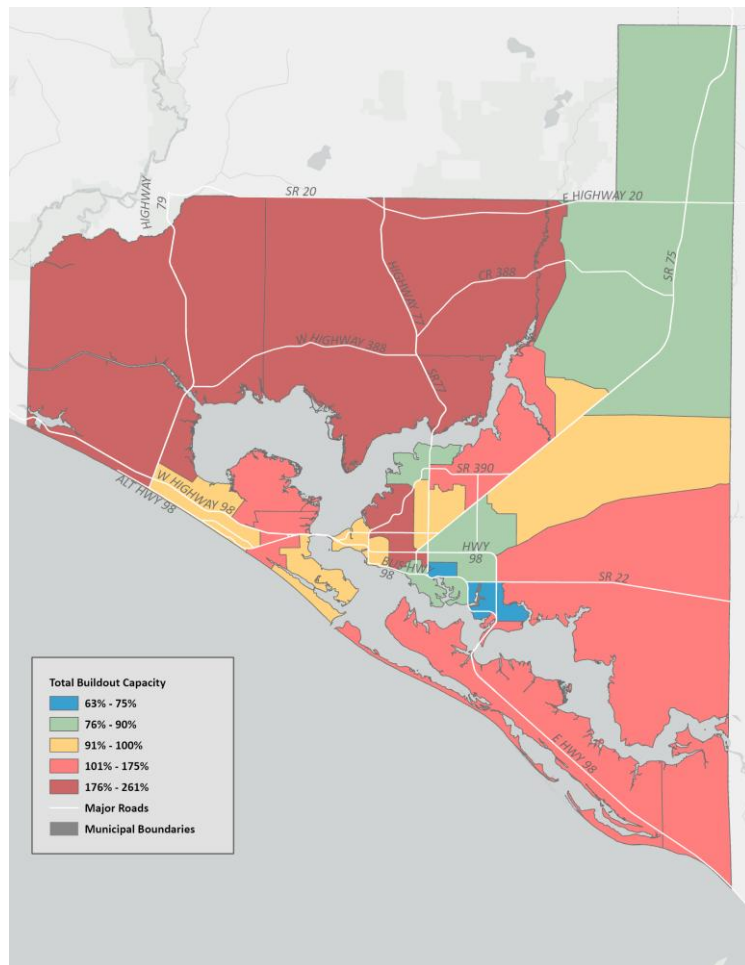 SR 20
HIGHWAY
79
E HIGHWAY 20
SR 75
HIGHWAY 77
CR 388
W HIGHWAY 388
SR77
SR 390
W HIGHWAY 98
ALT HWY 98
HWY
98
BUS HWY
98
SR 22
E HWY 98
Total Buildout Capacity
63% - 75%
76% - 90%
91% - 100%
101% - 175%
176% - 261%
Major Roads
Municipal Boundaries